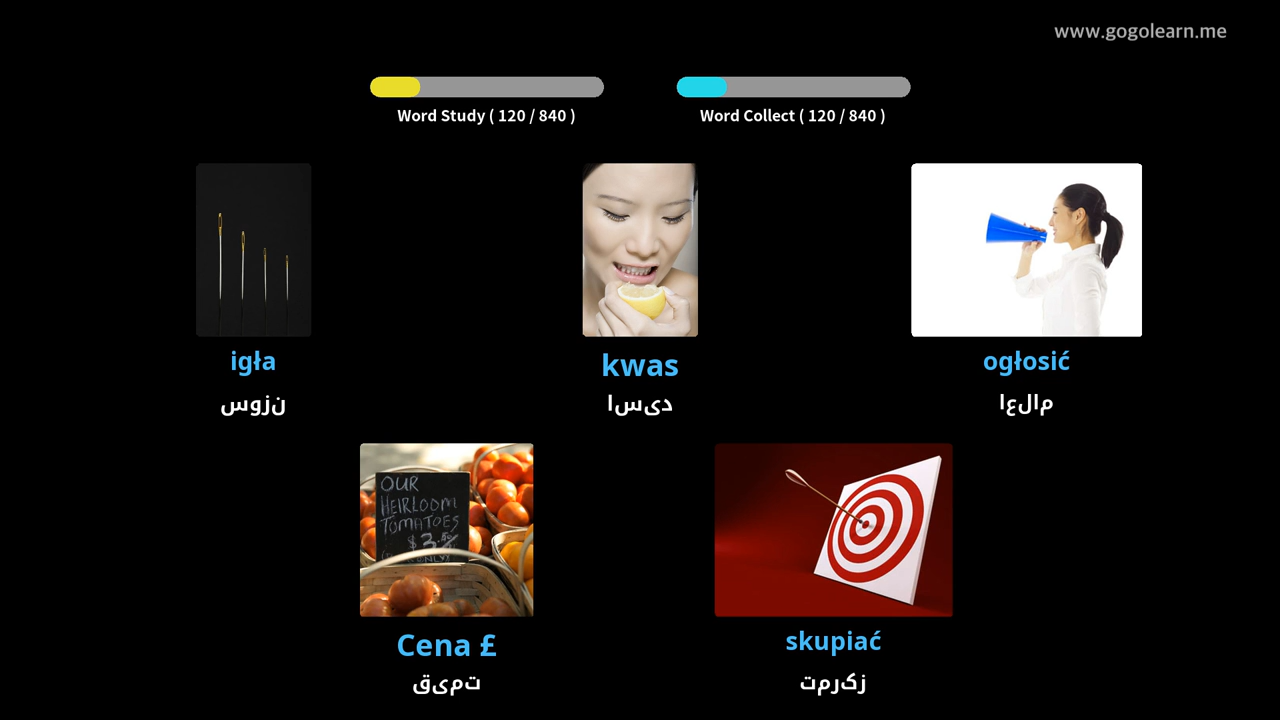 www.gogolearn.me
Word Study ( 120 / 840 )
Word Collect ( 120 / 840 )
igła
نزوس
kwas
دیسا
ogłosić
مالعا
OUR
HEIRLOOM
TOMATOES
Cena £
تمیق
skupiać
زکرمت